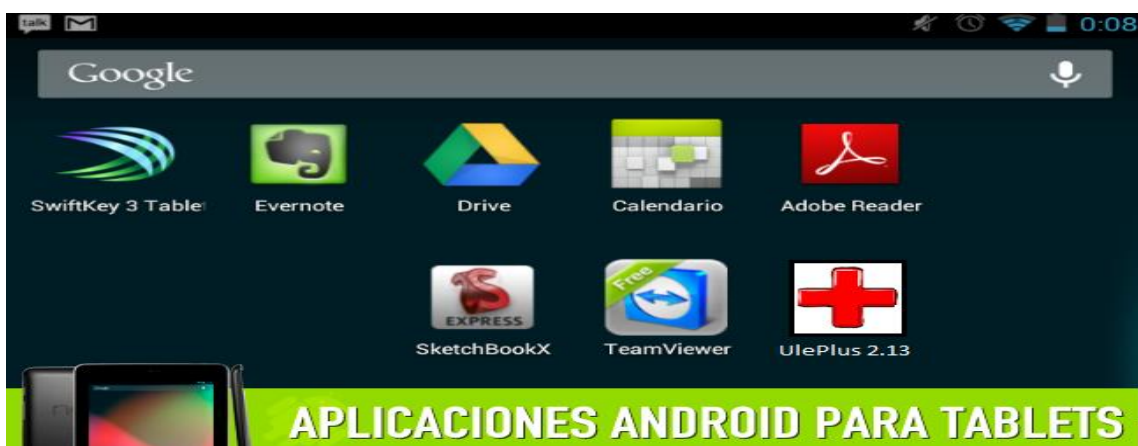 talk 0:08
Google
SwiftKey 3 Tablet Evernote Drive Calendario Adobe Reader
Free
EXPRESS
SketchBookX TeamViewer UlePlus 2.13
APLICACIONES ANDROID PARA TABLETS